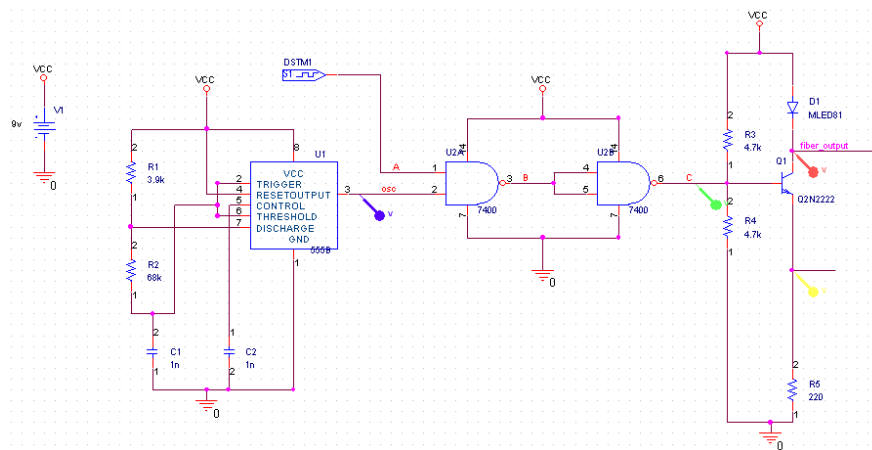 VCC
V1
9v
0
VCC
2
R1
3.9k
1
2
R2
68k
1
2
C1
1n
1
1
C2
1n
2
0
8
U1
VCC
2 TRIGGER
4 RESET OUTPUT 3
5 CONTROL
6 THRESHOLD
7 DISCHARGE
GND
555B
1
osc
V
DSTM1
S1
A
VCC
14
U2A
1
2
3
7
7400
B
U2B
14
4
5
6
7
7400
0
C
V
VCC
2
R3
4.7k
1
2
R4
4.7k
1
D1
MLED81
fiber_output
V
Q1
Q2N2222
2
R5
220
1
0